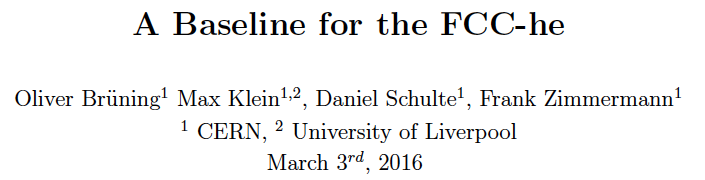 A Baseline for the FCC-he
Oliver Brüning¹ Max Klein¹,², Daniel Schulte¹, Frank Zimmermann¹
¹ CERN, ² University of Liverpool
March 3ʳᵈ, 2016